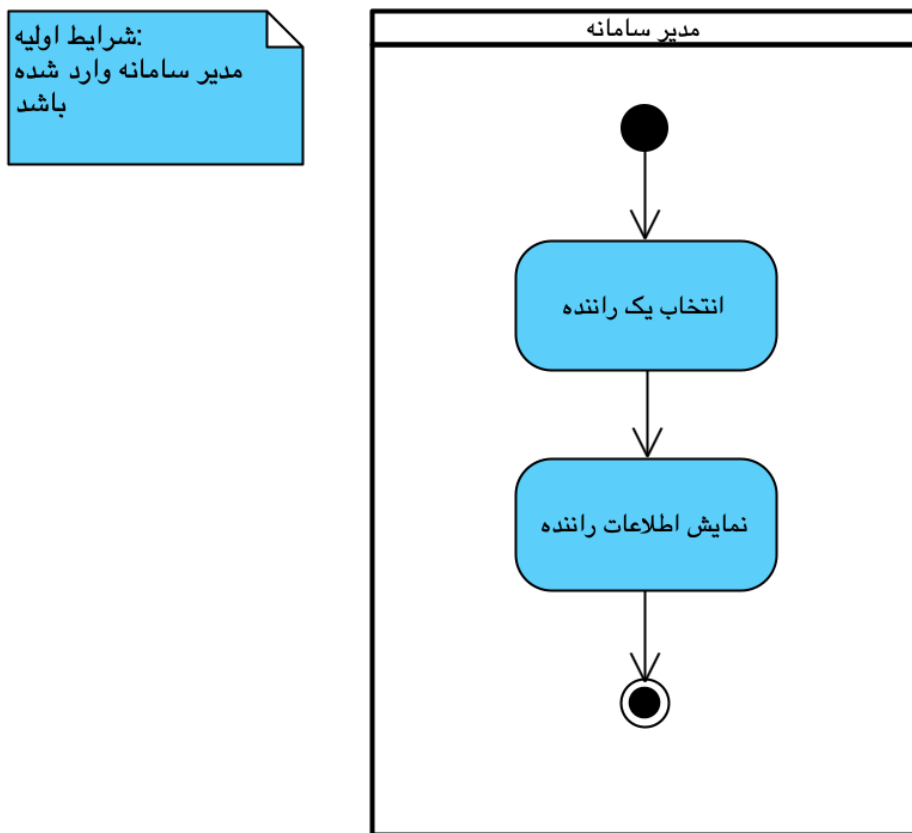 شرایط اولیه:
مدیر سامانه وارد شده
باشد
مدیر سامانه
انتخاب یک راننده
نمایش اطلاعات راننده